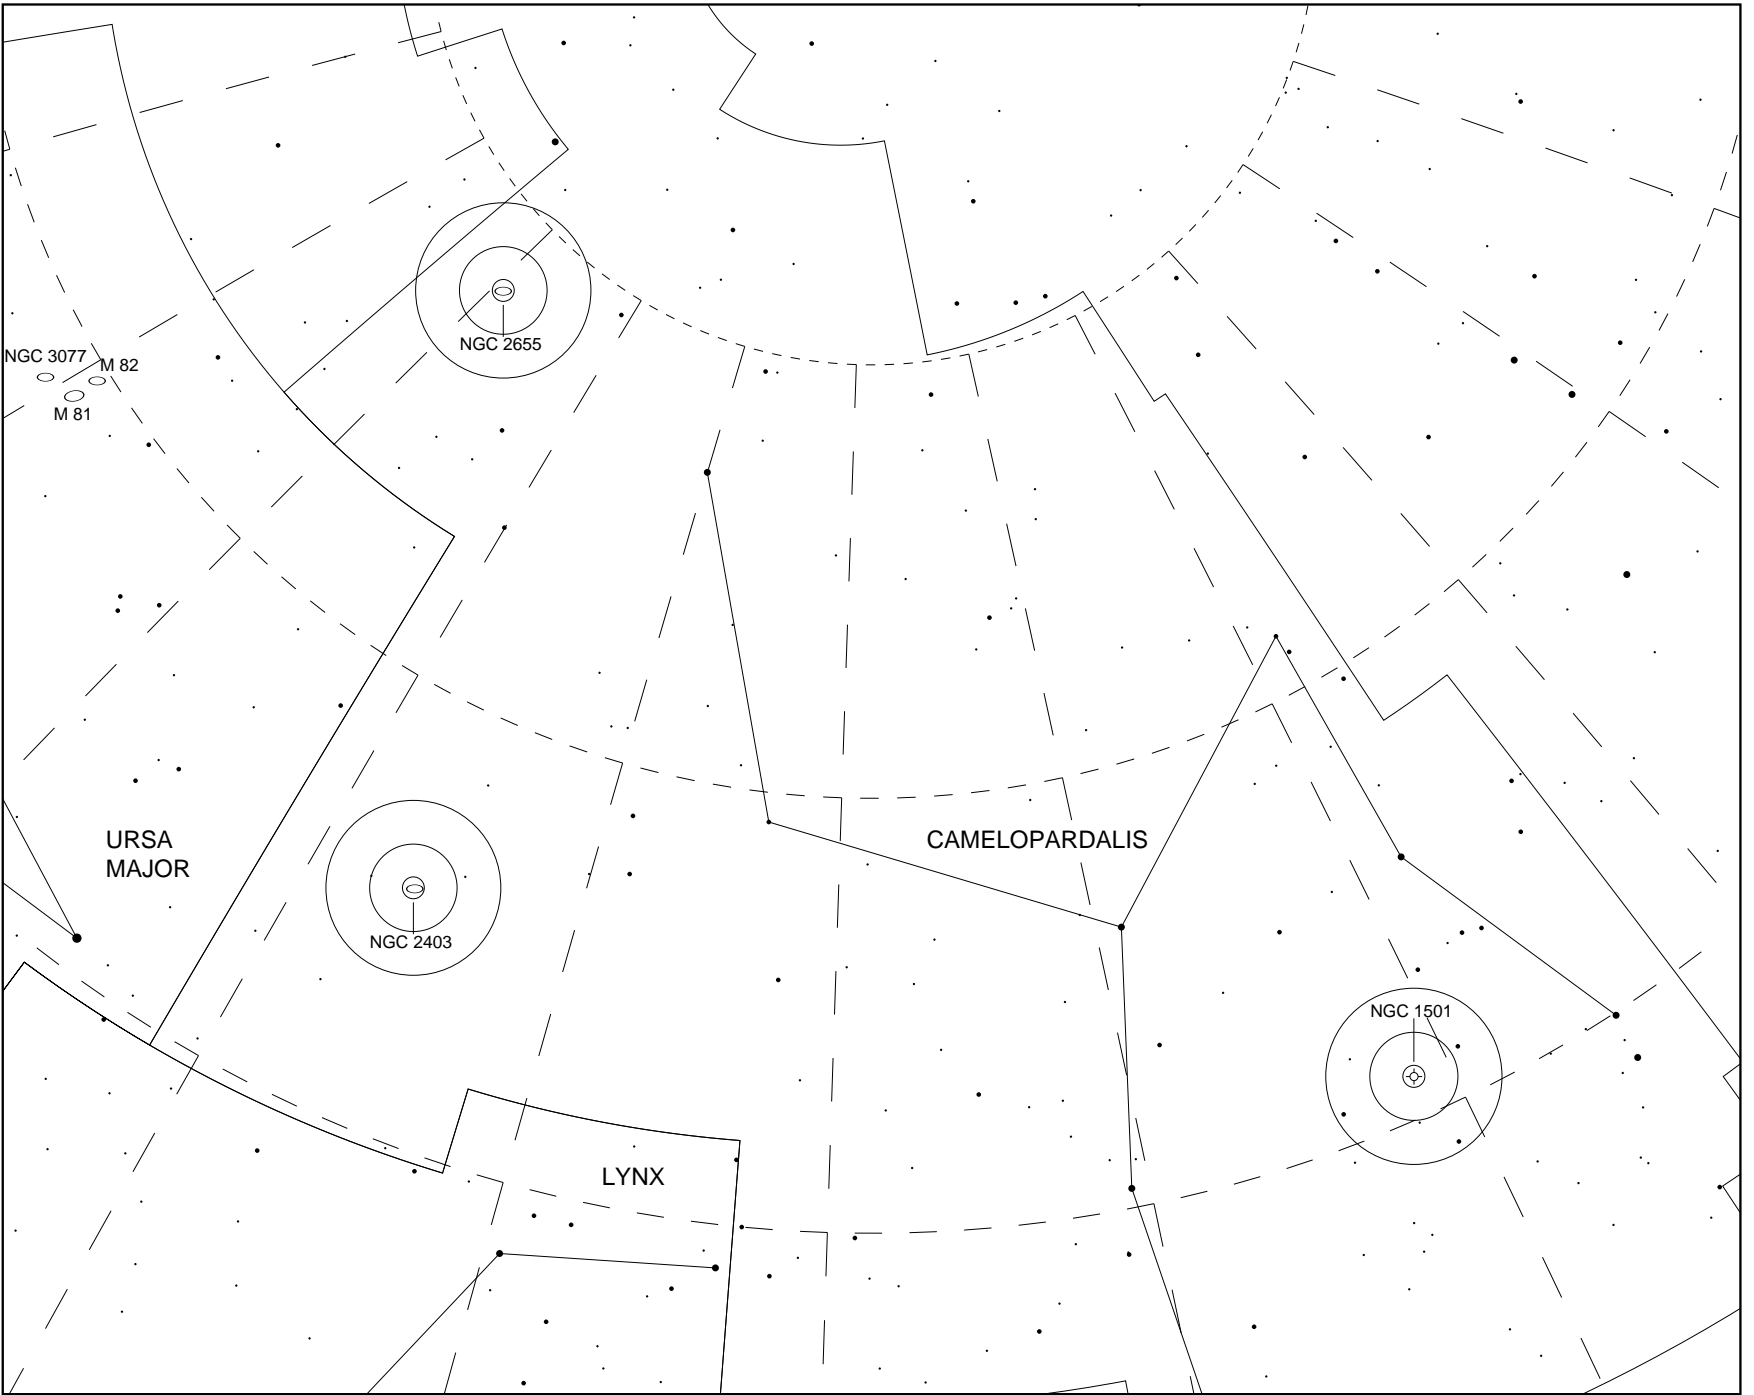 NGC 2655
NGC 3077
M 82
M 81
URSA
MAJOR
CAMELOPARDALIS
NGC 2403
NGC 1501
LYNX